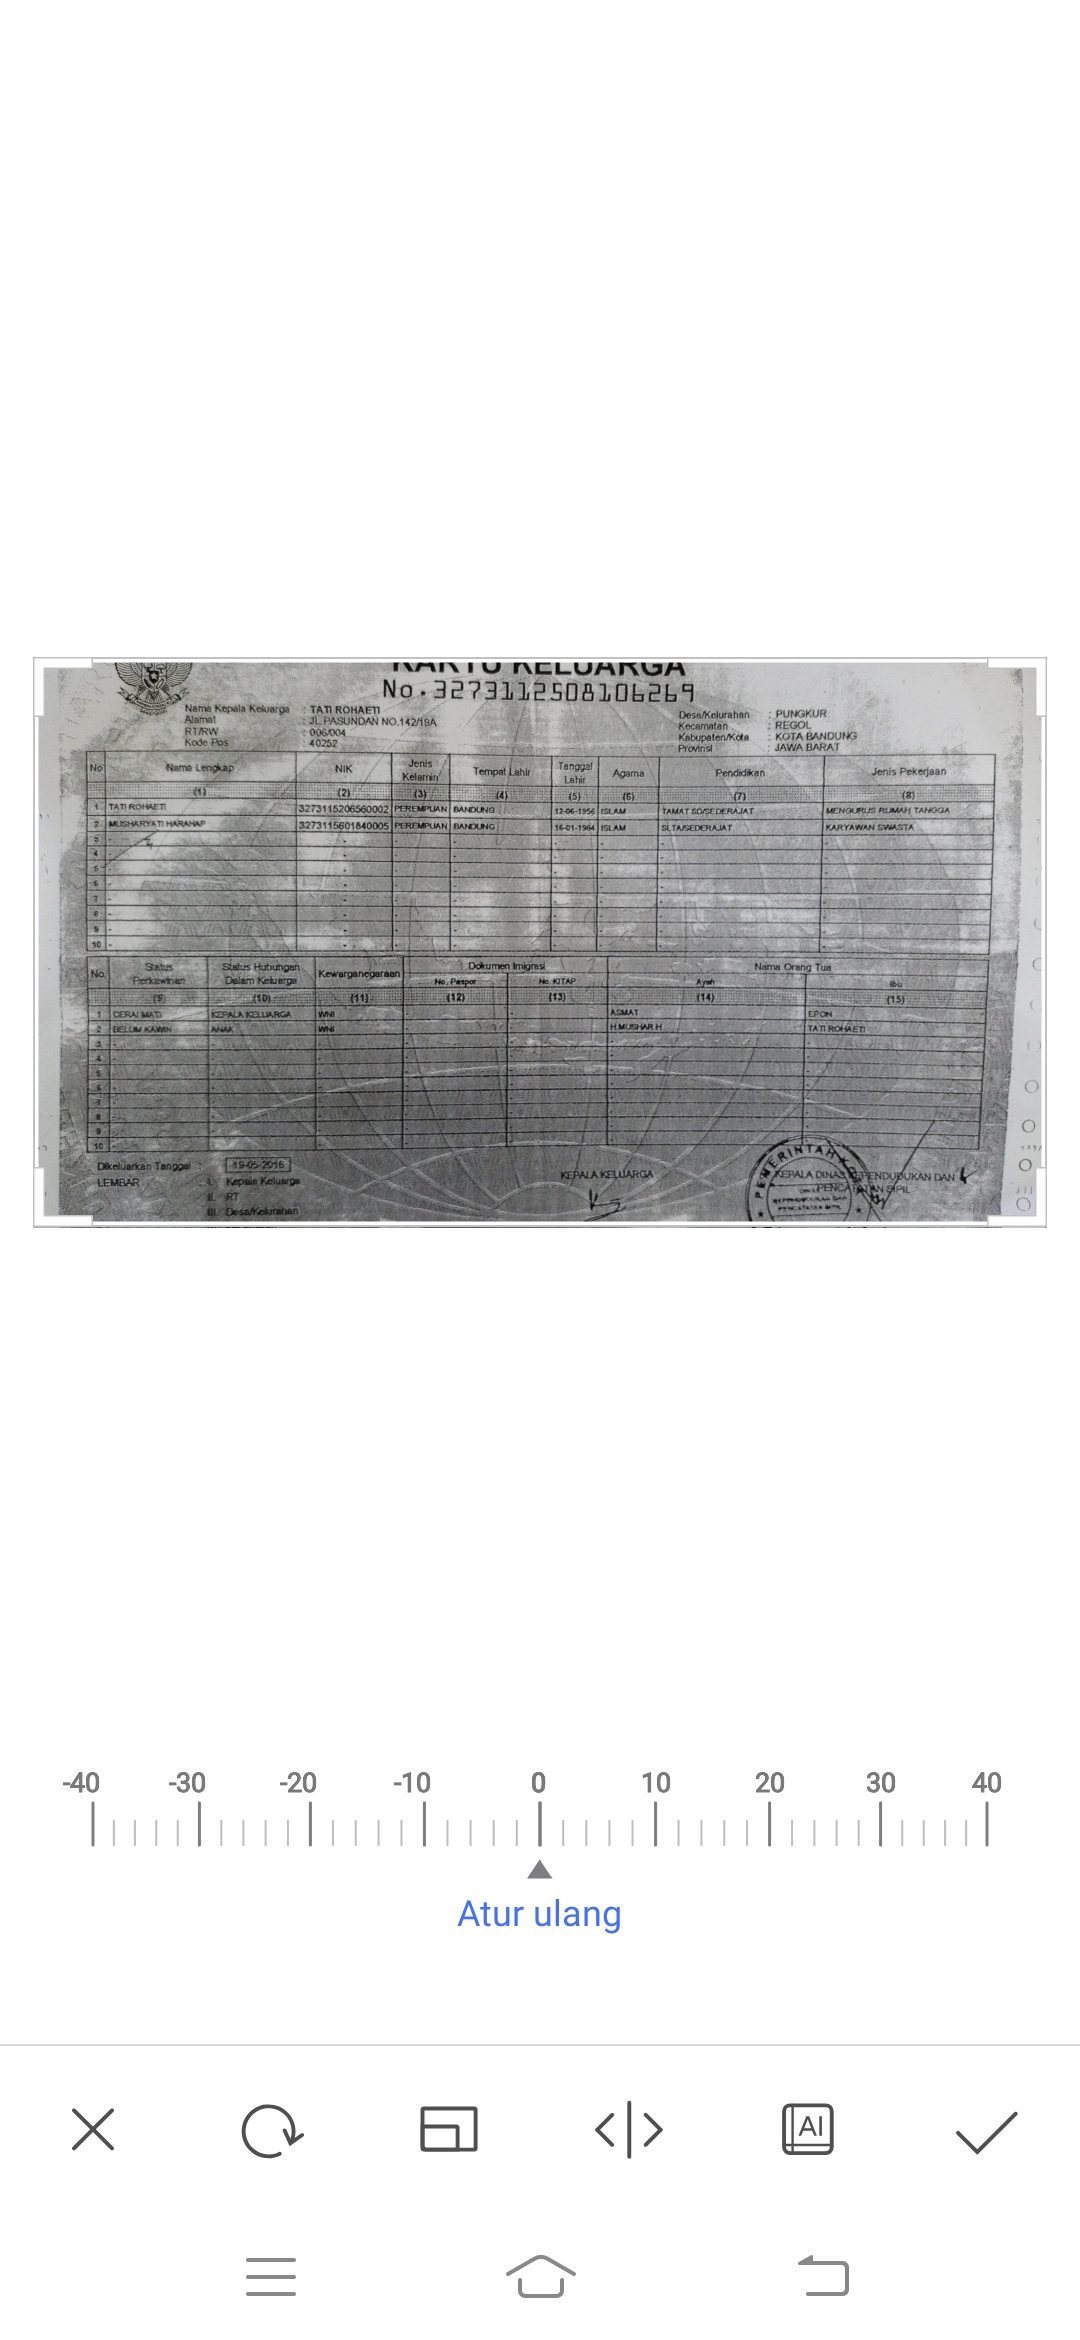 KARTU KELUARGA
No.3273112508106269
Nama Kepala Keluarga : TATI ROHAETI
Alamat : JL.PASUNDAN NO.142/19A
RT/RW : 006/004
Kode Pos : 40252
Desa/Kelurahan : PUNGKUR
Kecamatan : REGOL
Kabupaten/Kota : KOTA BANDUNG
Provinsi : JAWA BARAT
No Nama Lengkap NIK Jenis Kelamin Tempat Lahir Tanggal Lahir Agama Pendidikan Jenis Pekerjaan
(1) (2) (3) (4) (5) (6) (7) (8)
1 TATI ROHAETI 3273115206560002 PEREMPUAN BANDUNG 12-06-1956 ISLAM TAMAT SD/SEDERAJAT MENGURUS RUMAH TANGGA
2 MUSHARYATI HARAHAP 3273115601840005 PEREMPUAN BANDUNG 16-01-1984 ISLAM SLTA/SEDERAJAT KARYAWAN SWASTA
3 - - - - - - - -
4 - - - - - - - -
5 - - - - - - - -
6 - - - - - - - -
7 - - - - - - - -
8 - - - - - - - -
9 - - - - - - - -
10 - - - - - - - -
No. Status Perkawinan Status Hubungan Dalam Keluarga Kewarganegaraan Dokumen Imigrasi Nama Orang Tua
No. Paspor No. KITAP Ayah Ibu
(9) (10) (11) (12) (13) (14) (15)
1 CERAI MATI KEPALA KELUARGA WNI - - ASMAT EPON
2 BELUM KAWIN ANAK WNI - - H.MUSHAR H TATI ROHAETI
3 - - - - - - -
4 - - - - - - -
5 - - - - - - -
6 - - - - - - -
7 - - - - - - -
8 - - - - - - -
9 - - - - - - -
10 - - - - - - -
Dikeluarkan Tanggal : 19-05-2016
LEMBAR : I. Kepala Keluarga
II. RT
III. Desa/Kelurahan
KEPALA KELUARGA
KEPALA DINAS KEPENDUDUKAN DAN
PENCATATAN SIPIL
PEMERINTAH
-40 -30 -20 -10 0 10 20 30 40
Atur ulang
AI